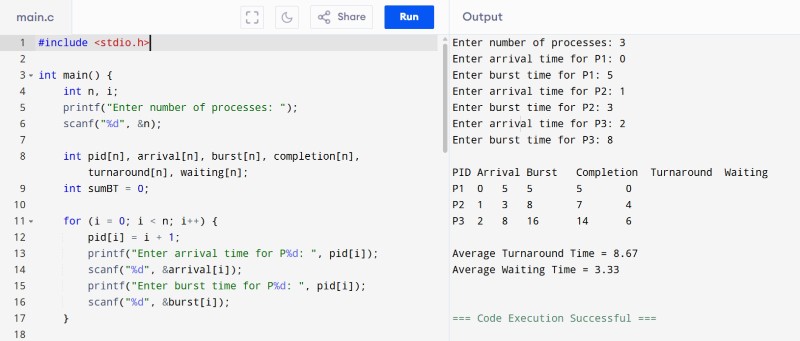 main.c
Share
Run
Output
1 #include <stdio.h>
2
3 int main() {
4 int n, i;
5 printf("Enter number of processes: ");
6 scanf("%d", &n);
7
8 int pid[n], arrival[n], burst[n], completion[n],
turnaround[n], waiting[n];
9 int sumBT = 0;
10
11 for (i = 0; i < n; i++) {
12 pid[i] = i + 1;
13 printf("Enter arrival time for P%d: ", pid[i]);
14 scanf("%d", &arrival[i]);
15 printf("Enter burst time for P%d: ", pid[i]);
16 scanf("%d", &burst[i]);
17 }
18
Enter number of processes: 3
Enter arrival time for P1: 0
Enter burst time for P1: 5
Enter arrival time for P2: 1
Enter burst time for P2: 3
Enter arrival time for P3: 2
Enter burst time for P3: 8
PID Arrival Burst Completion Turnaround Waiting
P1 0 5 5 5 0
P2 1 3 8 7 4
P3 2 8 16 14 6
Average Turnaround Time = 8.67
Average Waiting Time = 3.33
=== Code Execution Successful ===